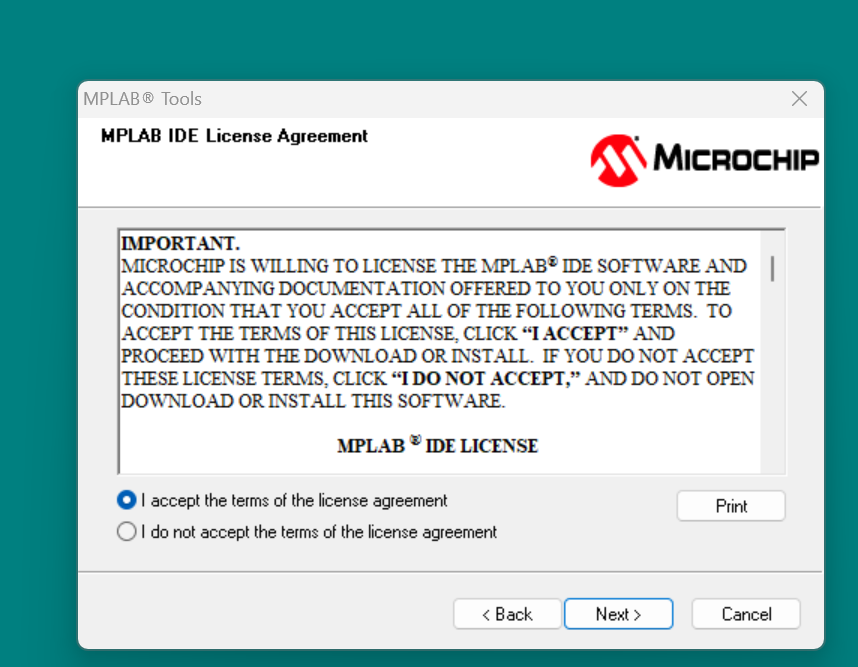 MPLAB® Tools
MPLAB IDE License Agreement
MICROCHIP
IMPORTANT.
MICROCHIP IS WILLING TO LICENSE THE MPLAB® IDE SOFTWARE AND
ACCOMPANYING DOCUMENTATION OFFERED TO YOU ONLY ON THE
CONDITION THAT YOU ACCEPT ALL OF THE FOLLOWING TERMS.  TO
ACCEPT THE TERMS OF THIS LICENSE, CLICK “I ACCEPT” AND
PROCEED WITH THE DOWNLOAD OR INSTALL.  IF YOU DO NOT ACCEPT
THESE LICENSE TERMS, CLICK “I DO NOT ACCEPT,” AND DO NOT OPEN
DOWNLOAD OR INSTALL THIS SOFTWARE.
MPLAB ® IDE LICENSE
I accept the terms of the license agreement
Print
I do not accept the terms of the license agreement
< Back
Next >
Cancel